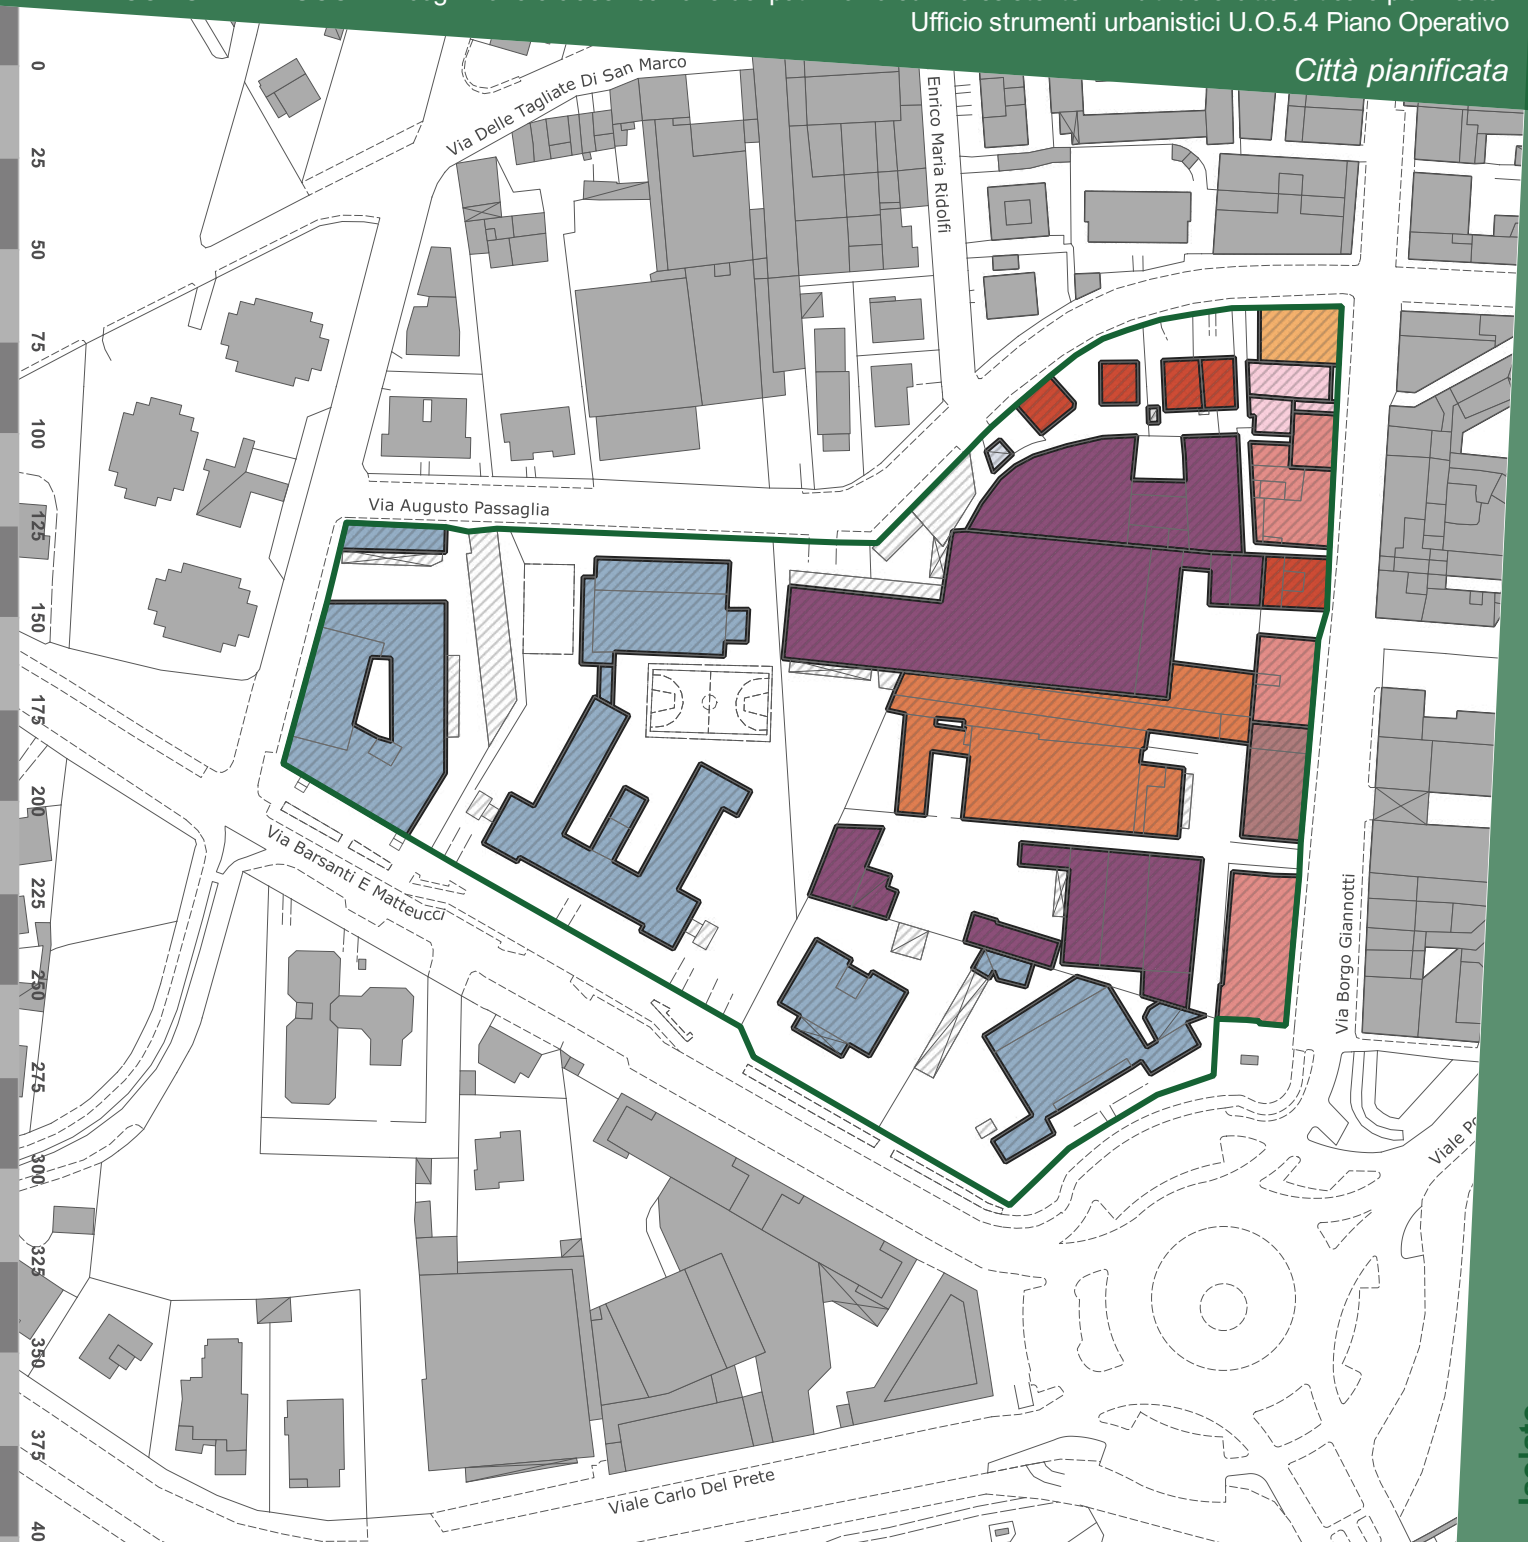 Ufficio strumenti urbanistici U.O.5.4 Piano Operativo
Città pianificata
0
25
50
75
100
125
150
175
200
225
250
275
300
325
350
375
40
Via Delle Tagliate Di San Marco
Enrico Maria Ridolfi
Via Augusto Passaglia
Via Barsanti E Matteucci
Via Borgo Giannotti
Viale
Viale Carlo Del Prete